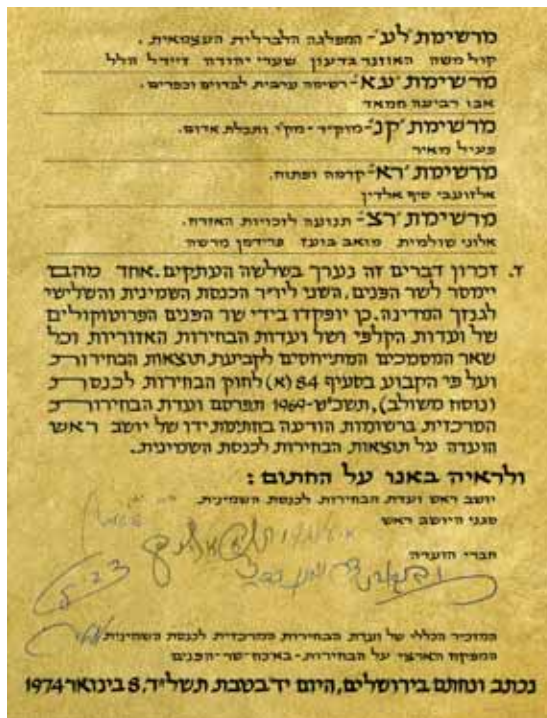 מרשימת "לע"- המפלגה הליברלית העצמאית.
קול משה האוזנר גדעון שערי יהודה זיידל הלל
מרשימת "עא"- רשימה ערבית לבדוים וכפרים.
אבו רביעה חמאד
מרשימת "קנ"- מוקיד - מק"י ותכלת אדום.
פעיל מאיר
מרשימת "רא"- קדמה ופתוח.
אלזועבי סיף אלדין
מרשימת "רצ"- תנועה לזכויות האזרח.
אלוני שולמית מואב בועז פרידמן מרשה
ד. זכרון דברים זה נערך בשלשה העתקים. אחד מהם
יימסר לשר הפנים, השני ליו"ר הכנסת השמינית והשלישי
לגנזך המדינה. כן יופקדו בידי שר הפנים הפרוטוקולים
של ועדות הקלפי ושל ועדות הבחירות האזוריות וכל
שאר המסמכים המתייחסים לקביעת תוצאות הבחירות
ועל פי הקבוע בסעיף 84 (א) לחוק הבחירות לכנסת
(נוסח משולב), תשכ"ט-1969 תפרסם ועדת הבחירות
המרכזית ברשומות הודעה בחתימת ידו של יושב ראש
הועדה על תוצאות הבחירות לכנסת השמינית.
ולראיה באנו על החתום:
יושב ראש ועדת הבחירות לכנסת השמינית
סגני היושב ראש
חברי הועדה
המזכיר הכללי של ועדת הבחירות המרכזית לכנסת השמינית
המפיקח הארצי על הבחירות - בא כח שר הפנים
נכתב ונחתם בירושלים, היום יד בטבת תשל"ד, 8 בינואר 1974